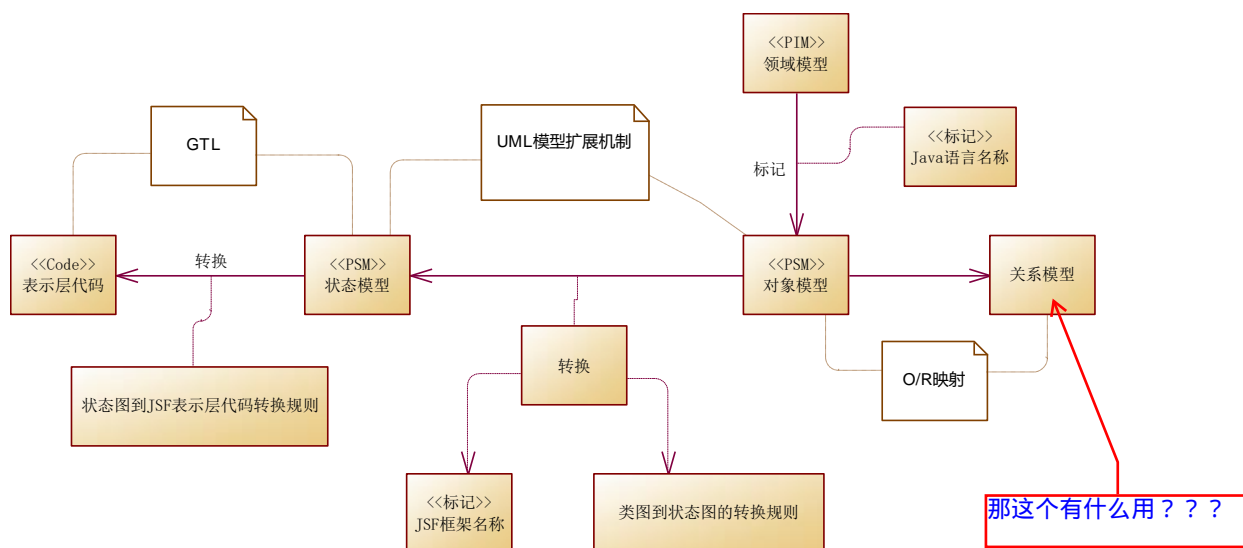 <<PIM>>
领域模型
GTL
UML模型扩展机制
<<标记>>
Java语言名称
标记
<<Code>>
表示层代码
转换
<<PSM>>
状态模型
<<PSM>>
对象模型
关系模型
转换
O/R映射
状态图到JSF表示层代码转换规则
<<标记>>
JSF框架名称
类图到状态图的转换规则
那这个有什么用？？？